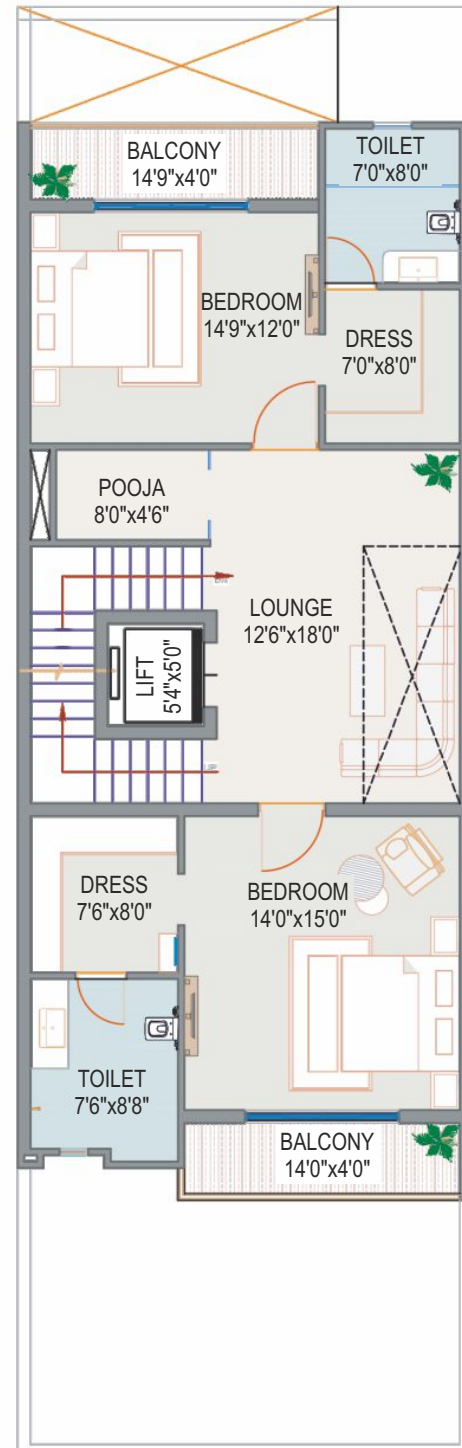 BALCONY
14'9"x4'0"
TOILET
7'0"x8'0"
BEDROOM
14'9"x12'0"
DRESS
7'0"x8'0"
POOJA
8'0"x4'6"
LOUNGE
12'6"x18'0"
LIFT
5'4"x5'0"
UP
DRESS
7'6"x8'0"
BEDROOM
14'0"x15'0"
TOILET
7'6"x8'8"
BALCONY
14'0"x4'0"